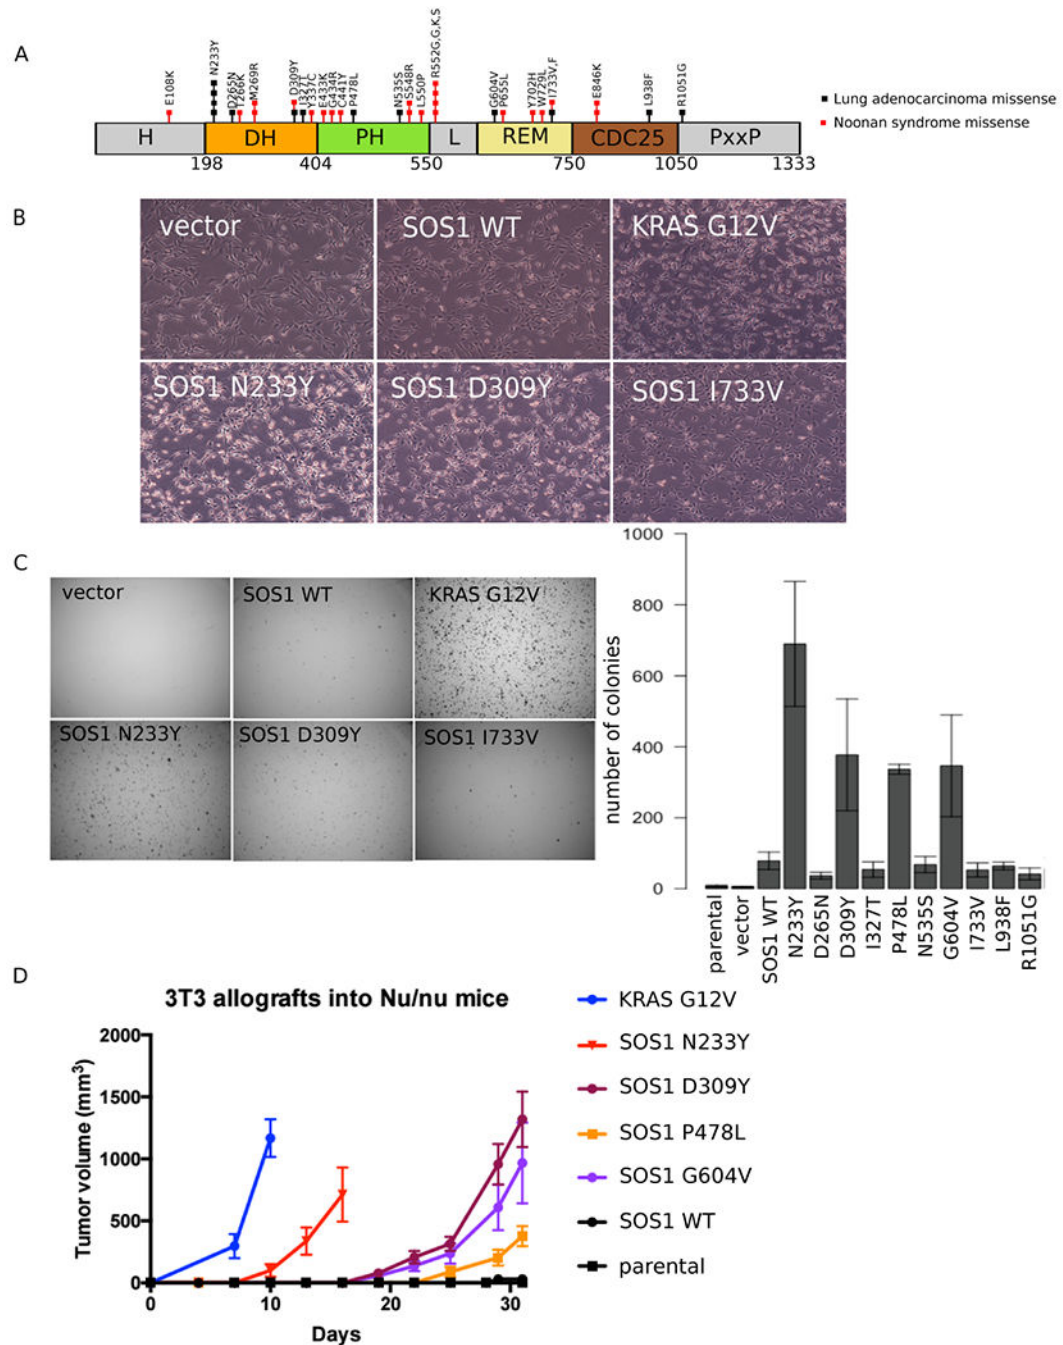 A
E108K
N233Y
D265N
T266K
M269R
D309Y
I327T
Y337C
E433K
G434R
C441Y
P478L
N535S
S548R
L550P
R552G,G,K,S
G604V
P655L
Y702H
W729L
I733V,F
E846K
L938F
R1051G
Lung adenocarcinoma missense
Noonan syndrome missense
H DH PH L REM CDC25 PxxP
198 404 550 750 1050 1333
B
vector SOS1 WT KRAS G12V
SOS1 N233Y SOS1 D309Y SOS1 I733V
C
vector SOS1 WT KRAS G12V
SOS1 N233Y SOS1 D309Y SOS1 I733V
number of colonies
1000
800
600
400
200
0
parental
vector
SOS1 WT
N233Y
D265N
D309Y
I327T
P478L
N535S
G604V
I733V
L938F
R1051G
D
3T3 allografts into Nu/nu mice
Tumor volume (mm³)
2000
1500
1000
500
0
0 10 20 30
Days
KRAS G12V
SOS1 N233Y
SOS1 D309Y
SOS1 P478L
SOS1 G604V
SOS1 WT
parental